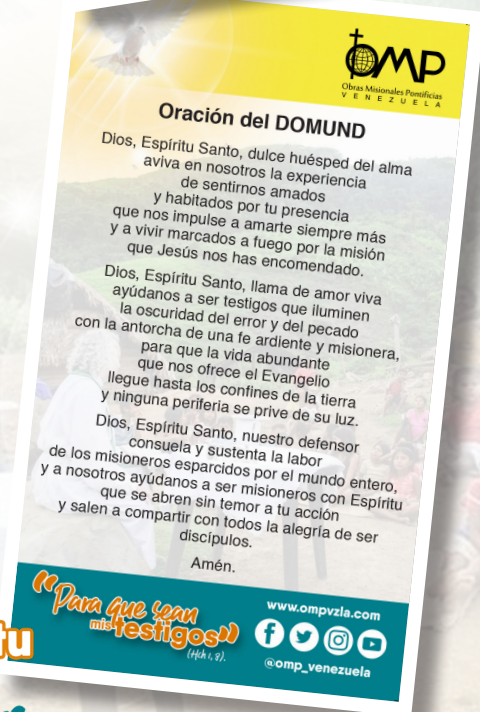 OMP
Obras Misionales Pontificias
VENEZUELA
Oración del DOMUND
Dios, Espíritu Santo, dulce huésped del alma
aviva en nosotros la experiencia
de sentirnos amados
y habitados por tu presencia
que nos impulse a amarte siempre más
y a vivir marcados a fuego por la misión
que Jesús nos has encomendado.
Dios, Espíritu Santo, llama de amor viva
ayúdanos a ser testigos que iluminen
la oscuridad del error y del pecado
con la antorcha de una fe ardiente y misionera,
para que la vida abundante
que nos ofrece el Evangelio
llegue hasta los confines de la tierra
y ninguna periferia se prive de su luz.
Dios, Espíritu Santo, nuestro defensor
consuela y sustenta la labor
de los misioneros esparcidos por el mundo entero,
y a nosotros ayúdanos a ser misioneros con Espíritu
que se abren sin temor a tu acción
y salen a compartir con todos la alegría de ser
discípulos.
Amén.
“Para que sean
mis testigos”
(Hch 1, 8).
www.ompvzla.com
@omp_venezuela
tu